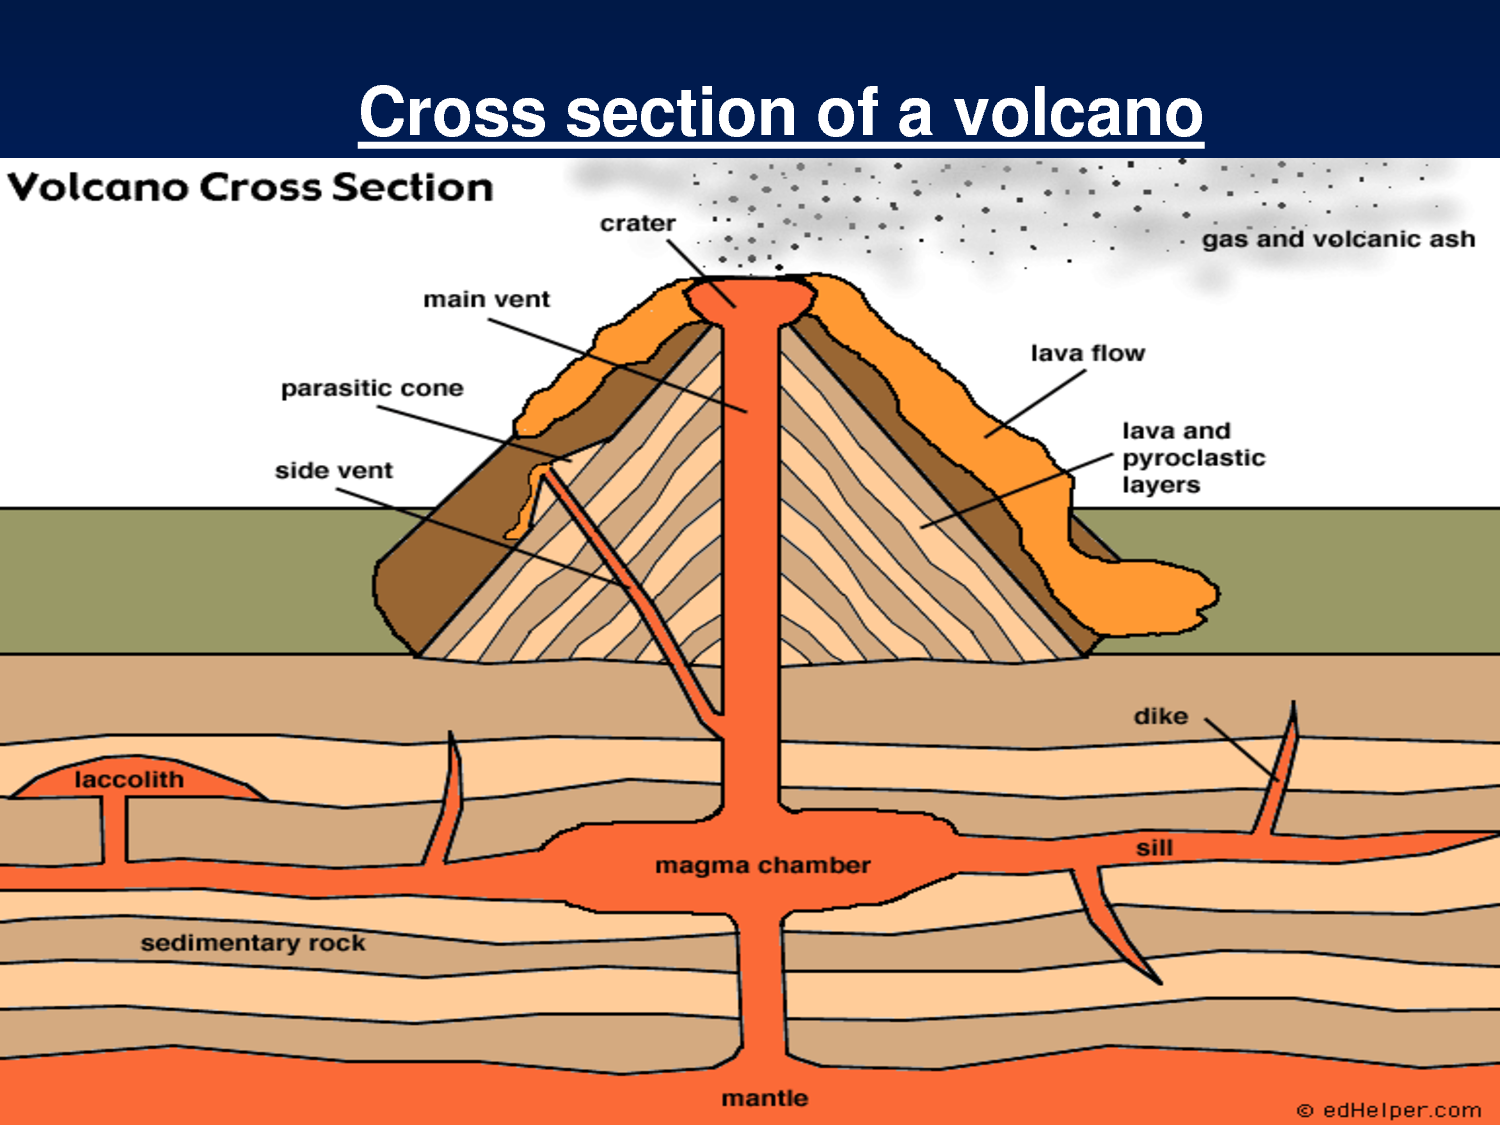 Cross section of a volcano
Volcano Cross Section
crater
gas and volcanic ash
main vent
lava flow
parasitic cone
lava and
pyroclastic
layers
side vent
dike
laccolith
sill
magma chamber
sedimentary rock
mantle
© edHelper.com